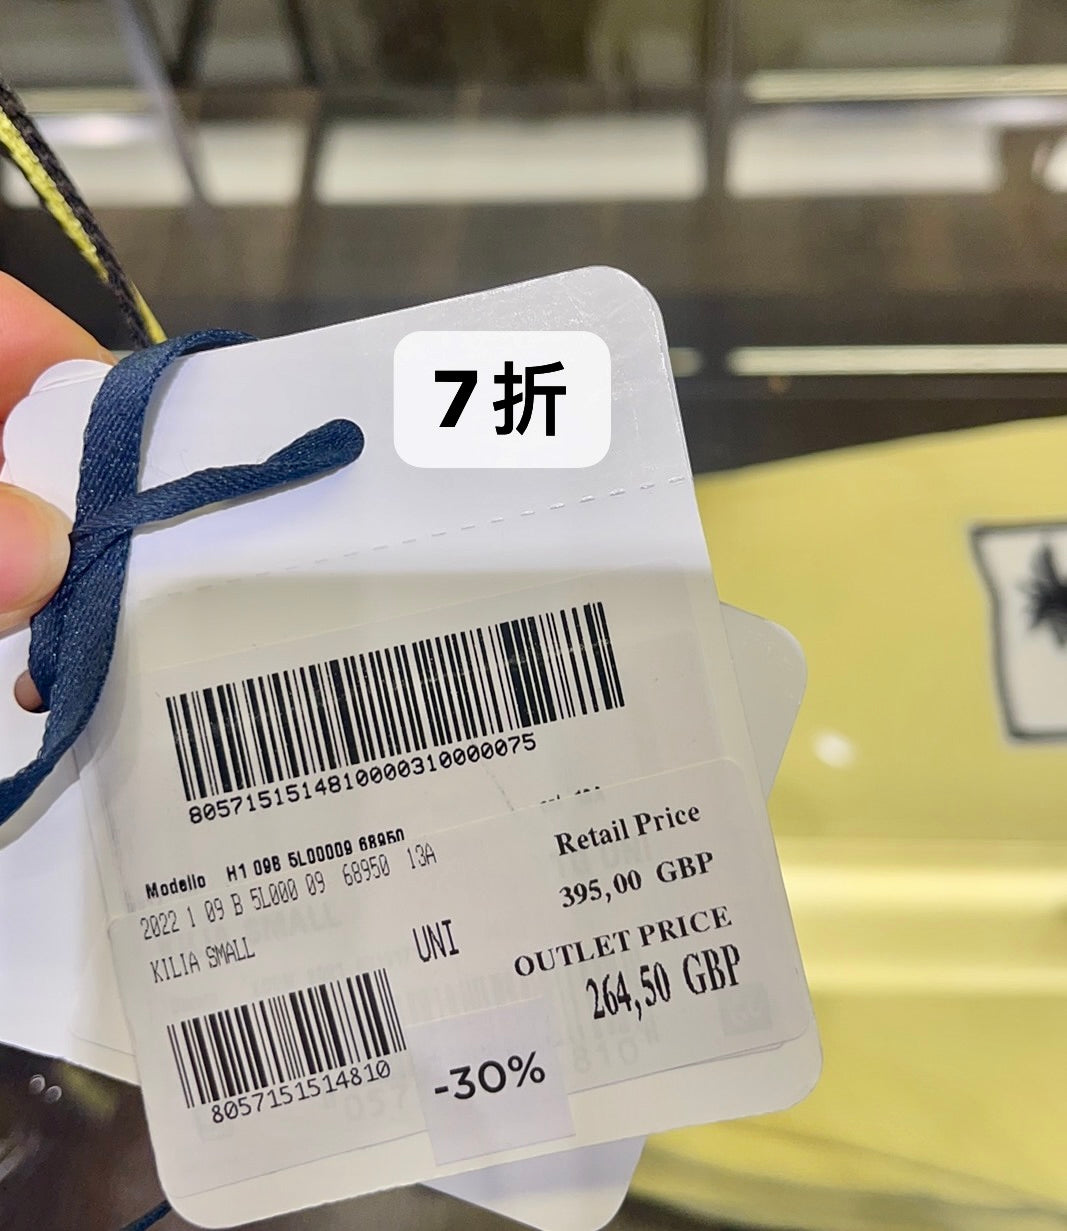 7折
8057151514810000310000075
Modello H1 09B 5L00009 68950
2022 1 09 B 5L000 09 68950 13A
KILIA SMALL
UNI
Retail Price
395,00 GBP
OUTLET PRICE
264,50 GBP
8057151514810
-30%